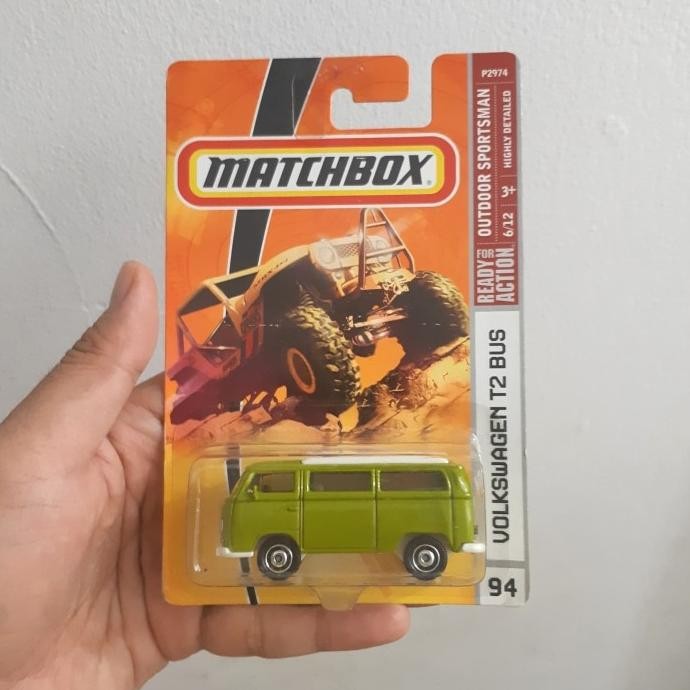 MATCHBOX®
P2974
OUTDOOR SPORTSMAN
HIGHLY DETAILED
6/12 3+
READY FOR ACTION
VOLKSWAGEN T2 BUS
94